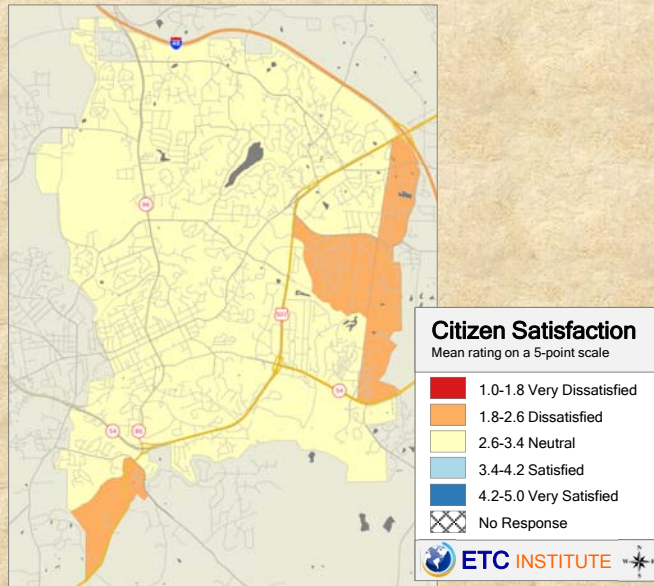 40
86
501
54
54
86
Citizen Satisfaction
Mean rating on a 5-point scale
1.0-1.8 Very Dissatisfied
1.8-2.6 Dissatisfied
2.6-3.4 Neutral
3.4-4.2 Satisfied
4.2-5.0 Very Satisfied
No Response
ETC INSTITUTE
N
W
E
S